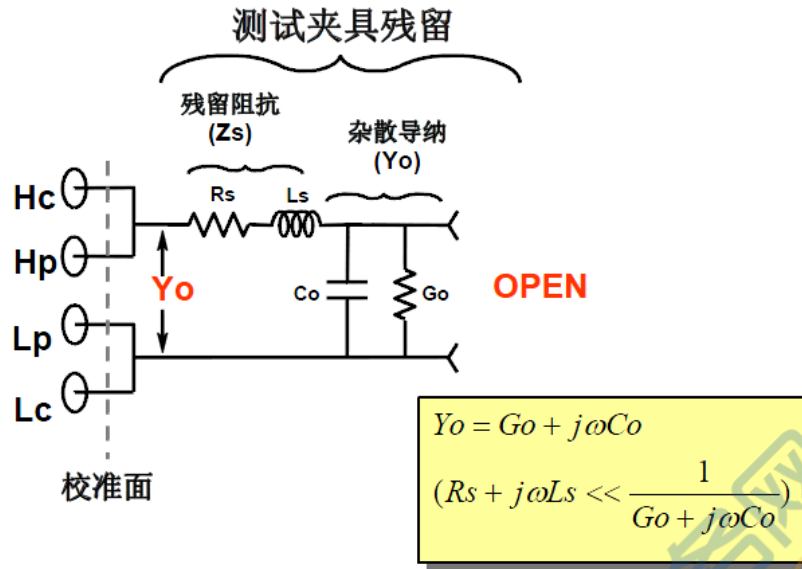 测试夹具残留
残留阻抗
(Zs)
杂散导纳
(Yo)
Rs
Ls
Hc
Hp
Yo
Co
Go
OPEN
Lp
Lc
校准面
Yo = Go + jωCo
(Rs + jωLs << 1/(Go + jωCo))